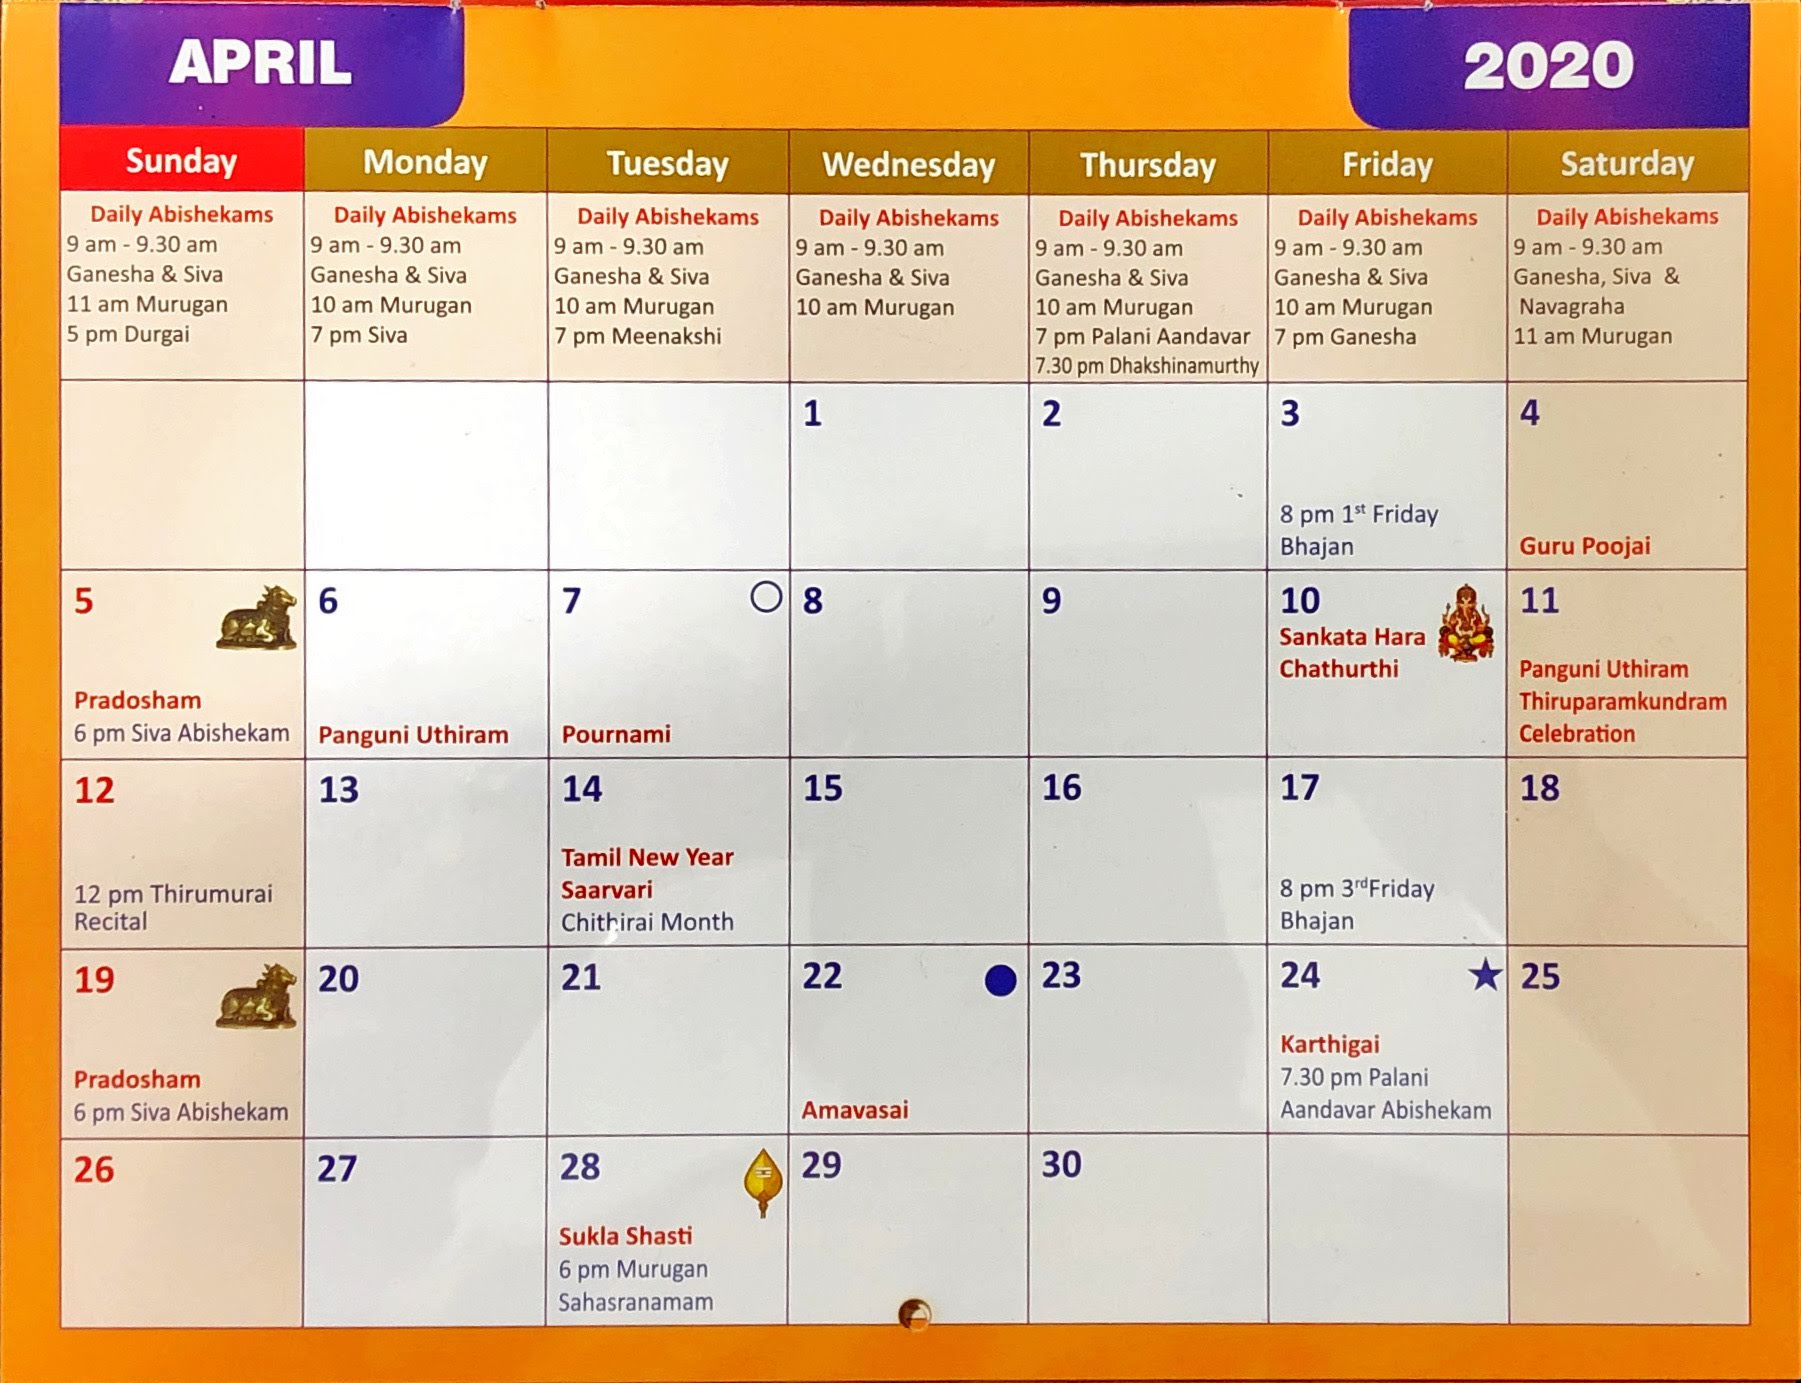 APRIL
2020
Sunday
Monday
Tuesday
Wednesday
Thursday
Friday
Saturday
Daily Abishekams
9 am - 9.30 am
Ganesha & Siva
11 am Murugan
5 pm Durgai
Daily Abishekams
9 am - 9.30 am
Ganesha & Siva
10 am Murugan
7 pm Siva
Daily Abishekams
9 am - 9.30 am
Ganesha & Siva
10 am Murugan
7 pm Meenakshi
Daily Abishekams
9 am - 9.30 am
Ganesha & Siva
10 am Murugan
Daily Abishekams
9 am - 9.30 am
Ganesha & Siva
10 am Murugan
7 pm Palani Aandavar
7.30 pm Dhakshinamurthy
Daily Abishekams
9 am - 9.30 am
Ganesha & Siva
10 am Murugan
7 pm Ganesha
Daily Abishekams
9 am - 9.30 am
Ganesha, Siva &
Navagraha
11 am Murugan
1
2
3
8 pm 1st Friday
Bhajan
4
Guru Poojai
5
Pradosham
6 pm Siva Abishekam
6
Panguni Uthiram
7
Pournami
8
9
10
Sankata Hara
Chathurthi
11
Panguni Uthiram
Thiruparamkundram
Celebration
12
12 pm Thirumurai
Recital
13
14
Tamil New Year
Saarvari
Chithirai Month
15
16
17
8 pm 3rdFriday
Bhajan
18
19
Pradosham
6 pm Siva Abishekam
20
21
22
Amavasai
23
24
Karthigai
7.30 pm Palani
Aandavar Abishekam
25
26
27
28
Sukla Shasti
6 pm Murugan
Sahasranamam
29
30